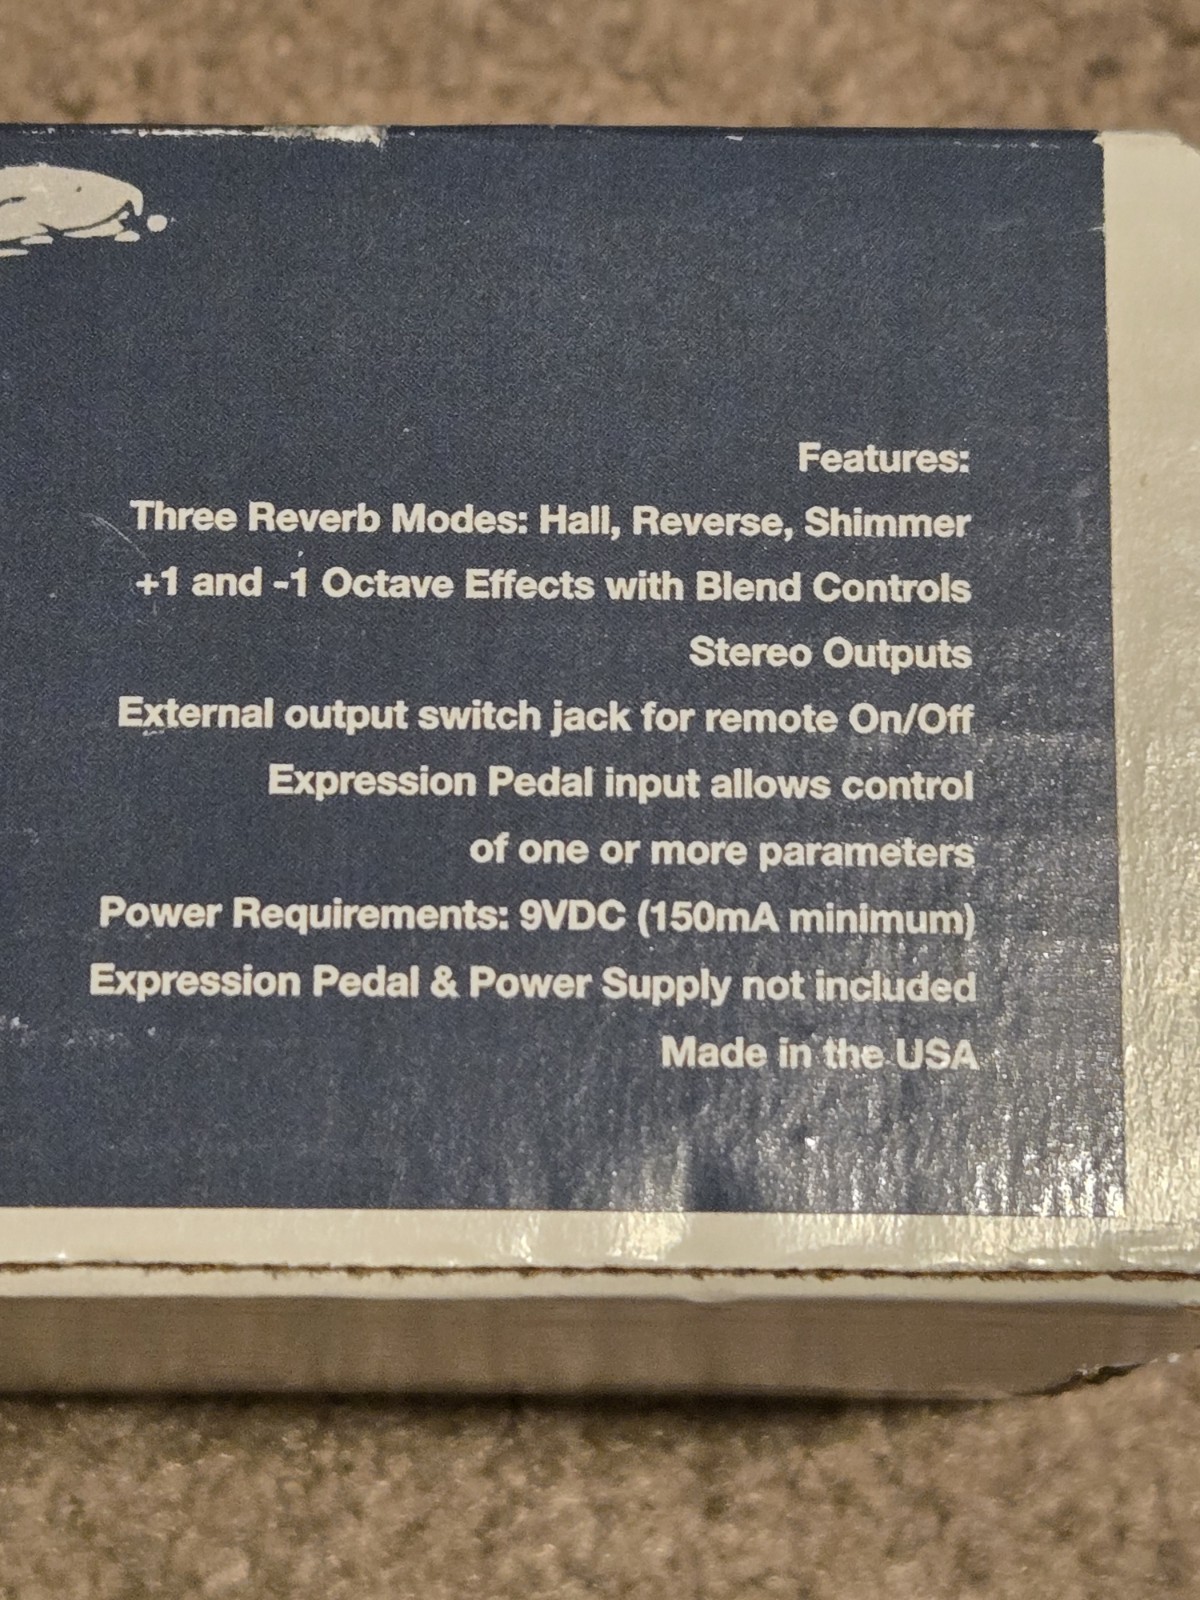 Features:
Three Reverb Modes: Hall, Reverse, Shimmer
+1 and -1 Octave Effects with Blend Controls
Stereo Outputs
External output switch jack for remote On/Off
Expression Pedal input allows control
of one or more parameters
Power Requirements: 9VDC (150mA minimum)
Expression Pedal & Power Supply not included
Made in the USA